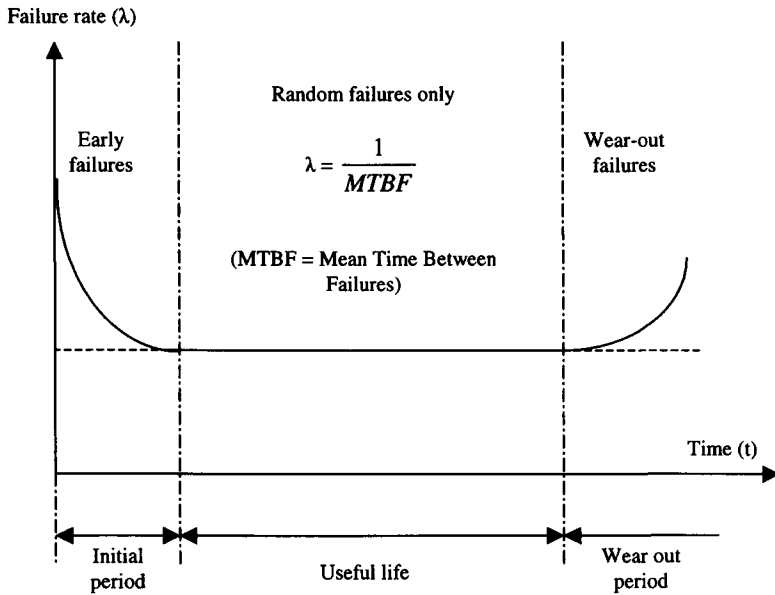 Failure rate (λ)
Random failures only
Early
failures
λ = 1
MTBF
Wear-out
failures
(MTBF = Mean Time Between
Failures)
Time (t)
Initial
period
Useful life
Wear out
period